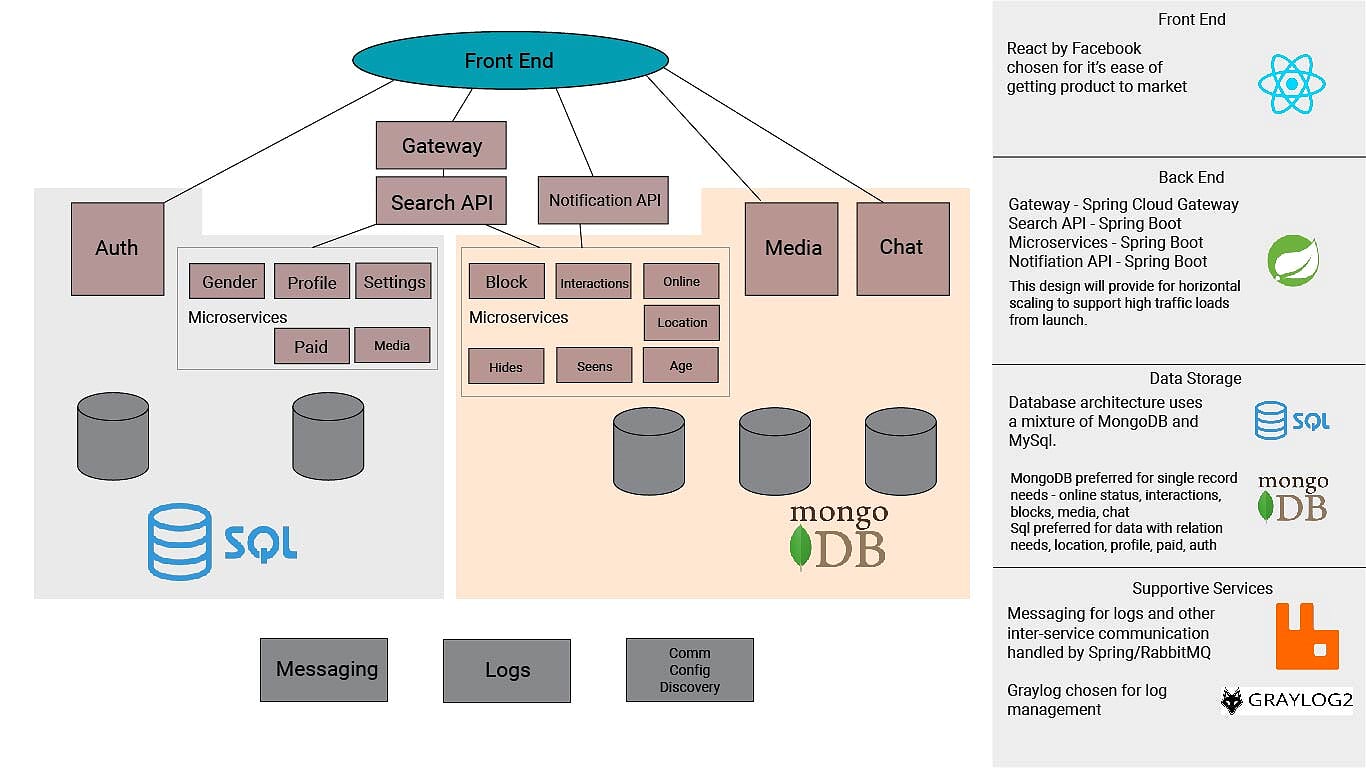 Front End
Gateway
Search API
Notification API
Auth
Media
Chat
Gender
Profile
Settings
Microservices
Paid
Media
Block
Interactions
Online
Microservices
Location
Hides
Seens
Age
SQL
mongo
DB
Messaging
Logs
Comm
Config
Discovery
Front End
React by Facebook
chosen for it's ease of
getting product to market
Back End
Gateway - Spring Cloud Gateway
Search API - Spring Boot
Microservices - Spring Boot
Notifiation API - Spring Boot
This design will provide for horizontal
scaling to support high traffic loads
from launch.
Data Storage
Database architecture uses
a mixture of MongoDB and
MySql.
SQL
MongoDB preferred for single record
needs - online status, interactions,
blocks, media, chat
Sql preferred for data with relation
needs, location, profile, paid, auth
mongo
DB
Supportive Services
Messaging for logs and other
inter-service communication
handled by Spring/RabbitMQ
Graylog chosen for log
management
GRAYLOG2